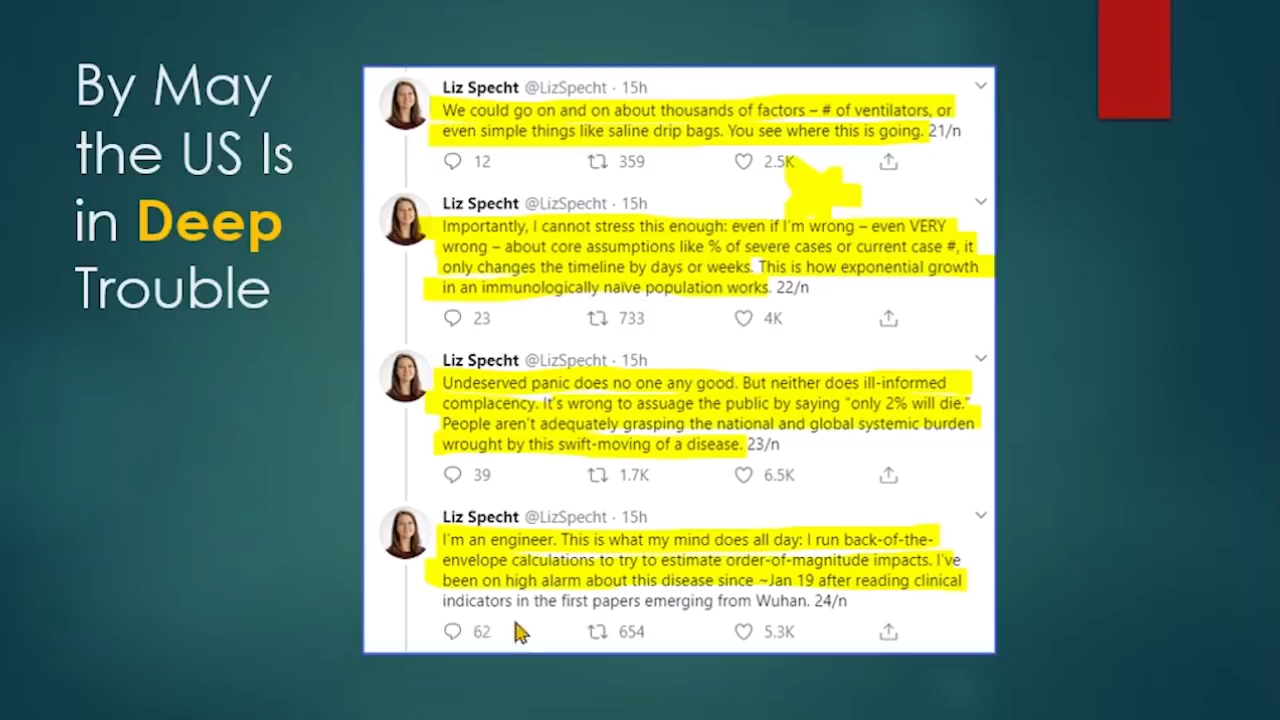 By May
the US Is
in Deep
Trouble
Liz Specht @LizSpecht · 15h
We could go on and on about thousands of factors – # of ventilators, or
even simple things like saline drip bags. You see where this is going. 21/n
12 359 2.5K
Liz Specht @LizSpecht · 15h
Importantly, I cannot stress this enough: even if I'm wrong – even VERY
wrong – about core assumptions like % of severe cases or current case #, it
only changes the timeline by days or weeks. This is how exponential growth
in an immunologically naïve population works. 22/n
23 733 4K
Liz Specht @LizSpecht · 15h
Undeserved panic does no one any good. But neither does ill-informed
complacency. It's wrong to assuage the public by saying "only 2% will die."
People aren't adequately grasping the national and global systemic burden
wrought by this swift-moving of a disease. 23/n
39 1.7K 6.5K
Liz Specht @LizSpecht · 15h
I'm an engineer. This is what my mind does all day: I run back-of-the-
envelope calculations to try to estimate order-of-magnitude impacts. I've
been on high alarm about this disease since ~Jan 19 after reading clinical
indicators in the first papers emerging from Wuhan. 24/n
62 654 5.3K